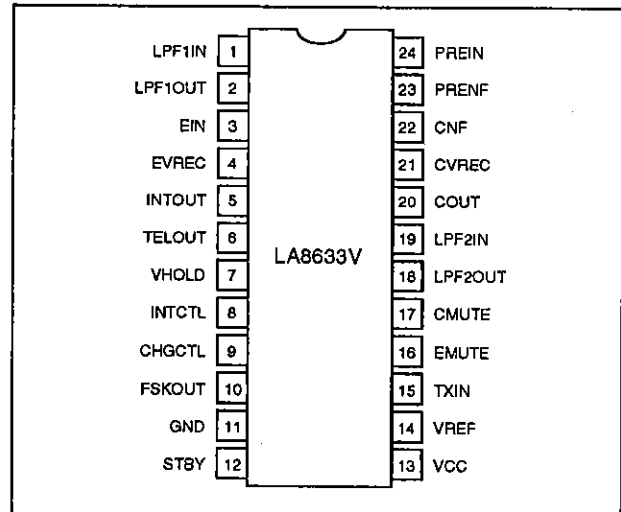 LPF1IN 1
LPF1OUT 2
EIN 3
EVREC 4
INTOUT 5
TELOUT 6
VHOLD 7
INTCTL 8
CHGCTL 9
FSKOUT 10
GND 11
STBY 12
LA8633V
24 PREIN
23 PRENF
22 CNF
21 CVREC
20 COUT
19 LPF2IN
18 LPF2OUT
17 CMUTE
16 EMUTE
15 TXIN
14 VREF
13 VCC